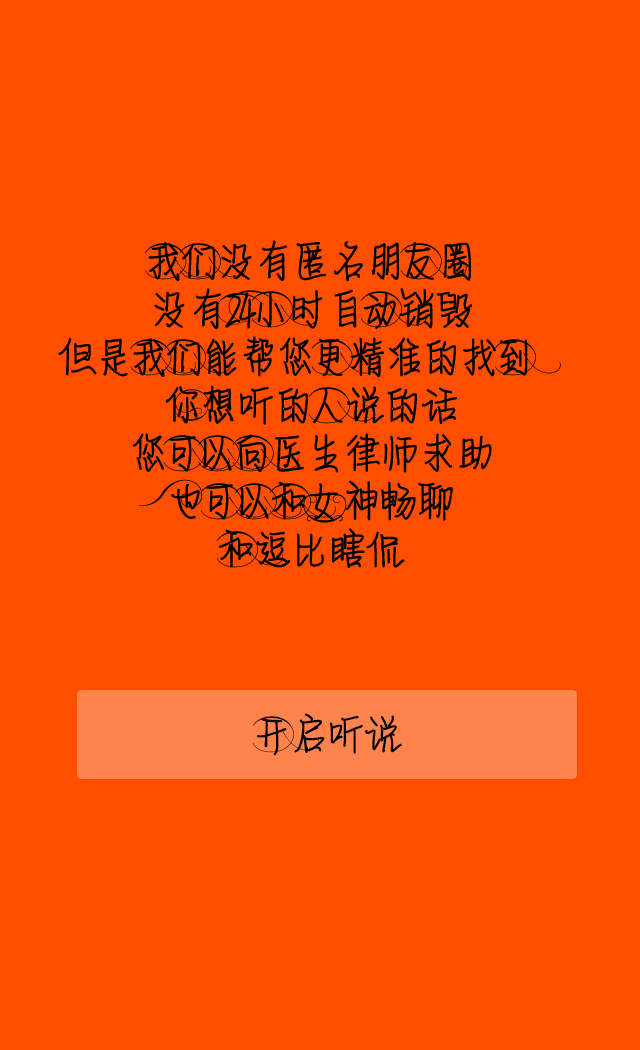 我们没有匿名朋友圈
没有24小时自动销毁
但是我们能帮您更精准的找到
你想听的人说的话
您可以向医生律师求助
也可以和女神畅聊
和逗比瞎侃
开启听说